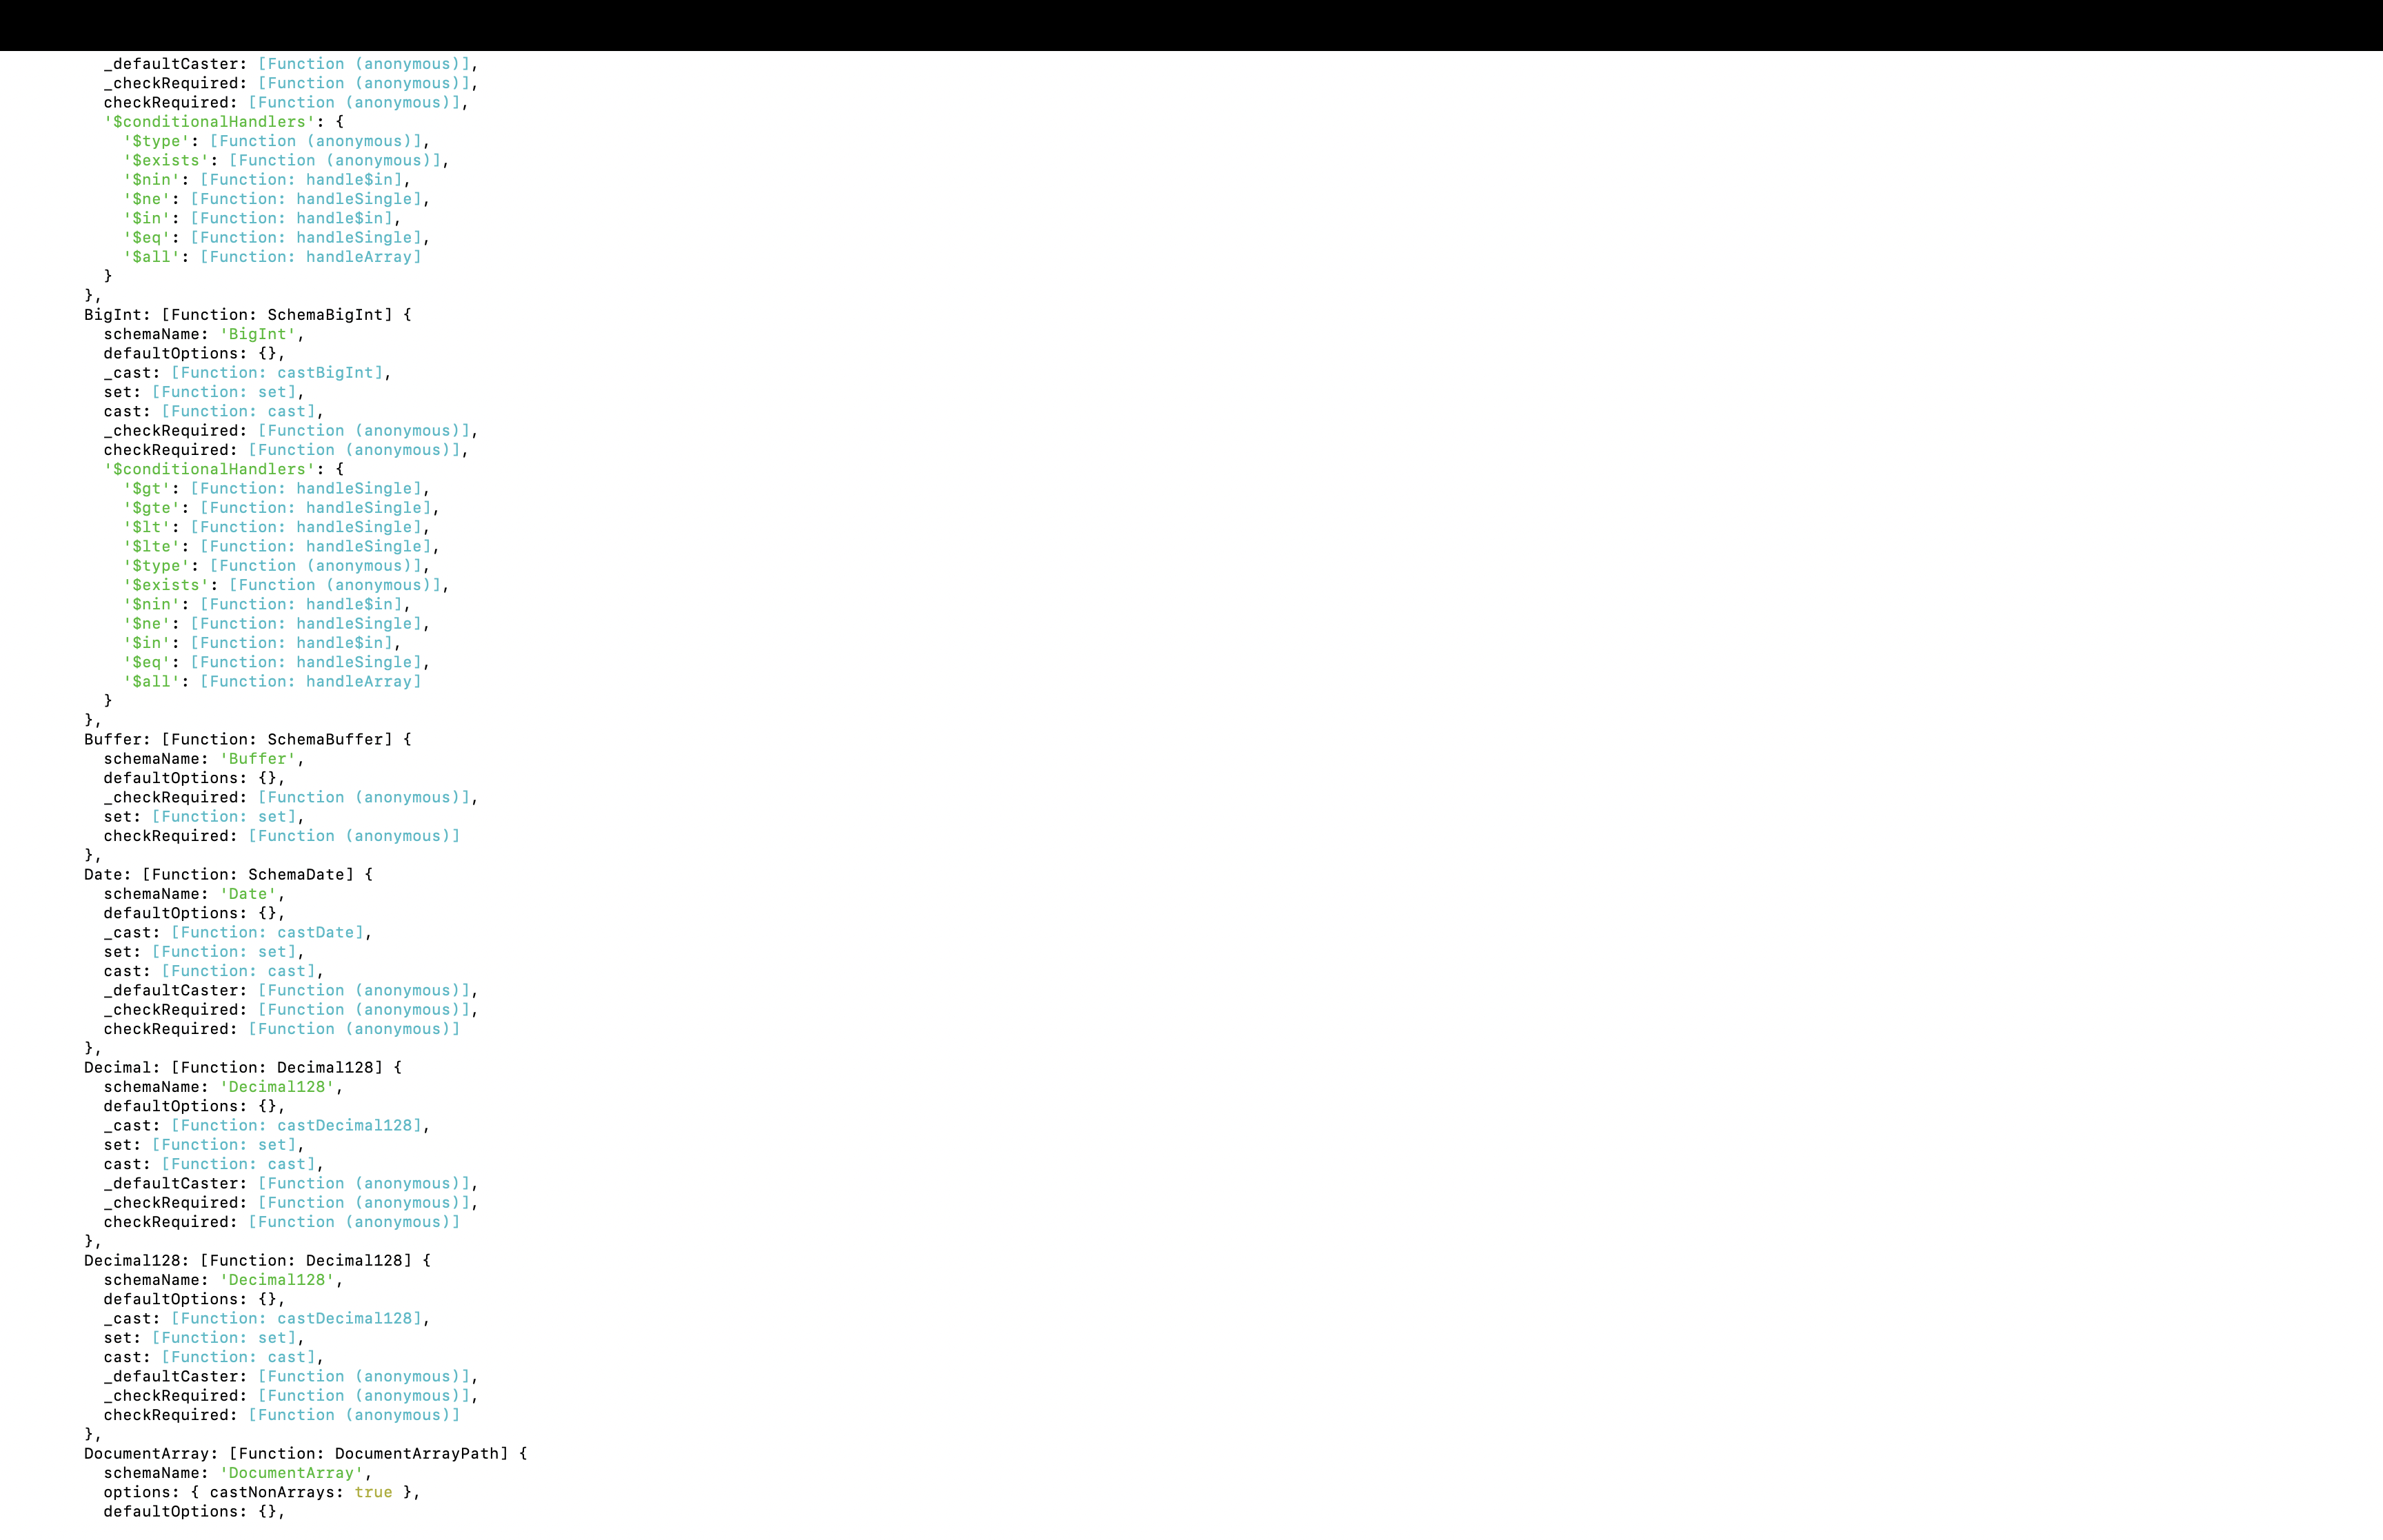 _defaultCaster: [Function (anonymous)],
_checkRequired: [Function (anonymous)],
checkRequired: [Function (anonymous)],
'$conditionalHandlers': {
'$type': [Function (anonymous)],
'$exists': [Function (anonymous)],
'$nin': [Function: handle$in],
'$ne': [Function: handleSingle],
'$in': [Function: handle$in],
'$eq': [Function: handleSingle],
'$all': [Function: handleArray]
}
},
BigInt: [Function: SchemaBigInt] {
schemaName: 'BigInt',
defaultOptions: {},
_cast: [Function: castBigInt],
set: [Function: set],
cast: [Function: cast],
_checkRequired: [Function (anonymous)],
checkRequired: [Function (anonymous)],
'$conditionalHandlers': {
'$gt': [Function: handleSingle],
'$gte': [Function: handleSingle],
'$lt': [Function: handleSingle],
'$lte': [Function: handleSingle],
'$type': [Function (anonymous)],
'$exists': [Function (anonymous)],
'$nin': [Function: handle$in],
'$ne': [Function: handleSingle],
'$in': [Function: handle$in],
'$eq': [Function: handleSingle],
'$all': [Function: handleArray]
}
},
Buffer: [Function: SchemaBuffer] {
schemaName: 'Buffer',
defaultOptions: {},
_checkRequired: [Function (anonymous)],
set: [Function: set],
checkRequired: [Function (anonymous)]
},
Date: [Function: SchemaDate] {
schemaName: 'Date',
defaultOptions: {},
_cast: [Function: castDate],
set: [Function: set],
cast: [Function: cast],
_defaultCaster: [Function (anonymous)],
_checkRequired: [Function (anonymous)],
checkRequired: [Function (anonymous)]
},
Decimal: [Function: Decimal128] {
schemaName: 'Decimal128',
defaultOptions: {},
_cast: [Function: castDecimal128],
set: [Function: set],
cast: [Function: cast],
_defaultCaster: [Function (anonymous)],
_checkRequired: [Function (anonymous)],
checkRequired: [Function (anonymous)]
},
Decimal128: [Function: Decimal128] {
schemaName: 'Decimal128',
defaultOptions: {},
_cast: [Function: castDecimal128],
set: [Function: set],
cast: [Function: cast],
_defaultCaster: [Function (anonymous)],
_checkRequired: [Function (anonymous)],
checkRequired: [Function (anonymous)]
},
DocumentArray: [Function: DocumentArrayPath] {
schemaName: 'DocumentArray',
options: { castNonArrays: true },
defaultOptions: {},